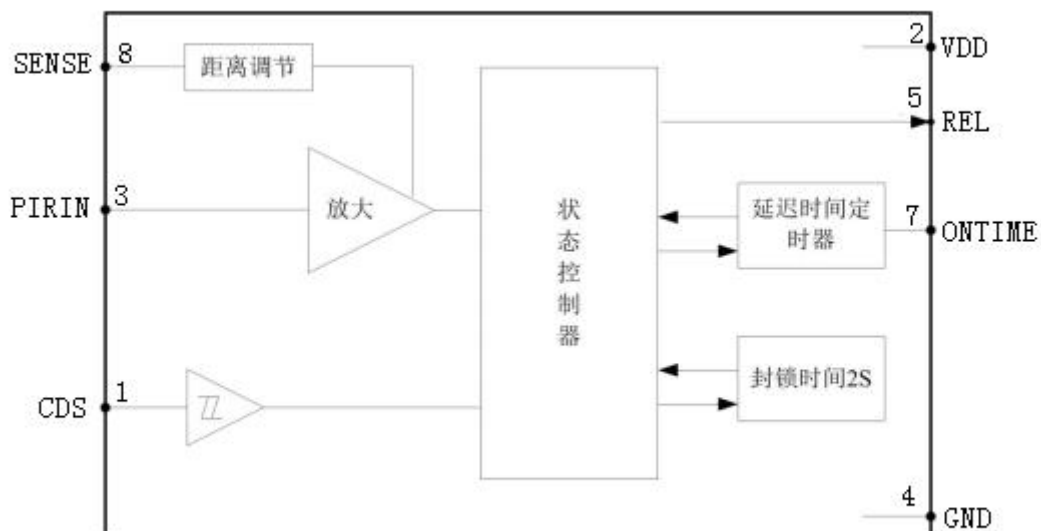 SENSE
8
距离调节
2
VDD
5
REL
PIRIN
3
放大
状态控制器
延迟时间定
时器
7
ONTIME
CDS
1
封锁时间2S
4
GND